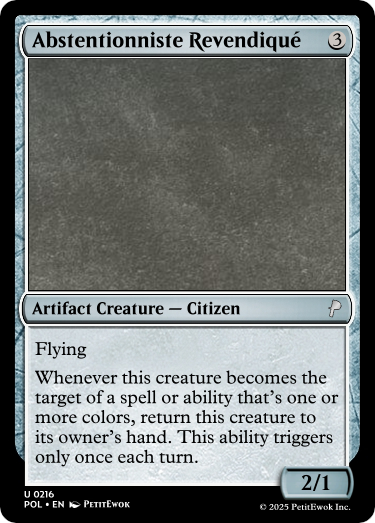 Abstentionniste Revendiqué 3
Artifact Creature — Citizen
Flying
Whenever this creature becomes the
target of a spell or ability that's one or
more colors, return this creature to
its owner's hand. This ability triggers
only once each turn.
2/1
U 0216
POL • EN PetitEwok
© 2025 PetitEwok Inc.